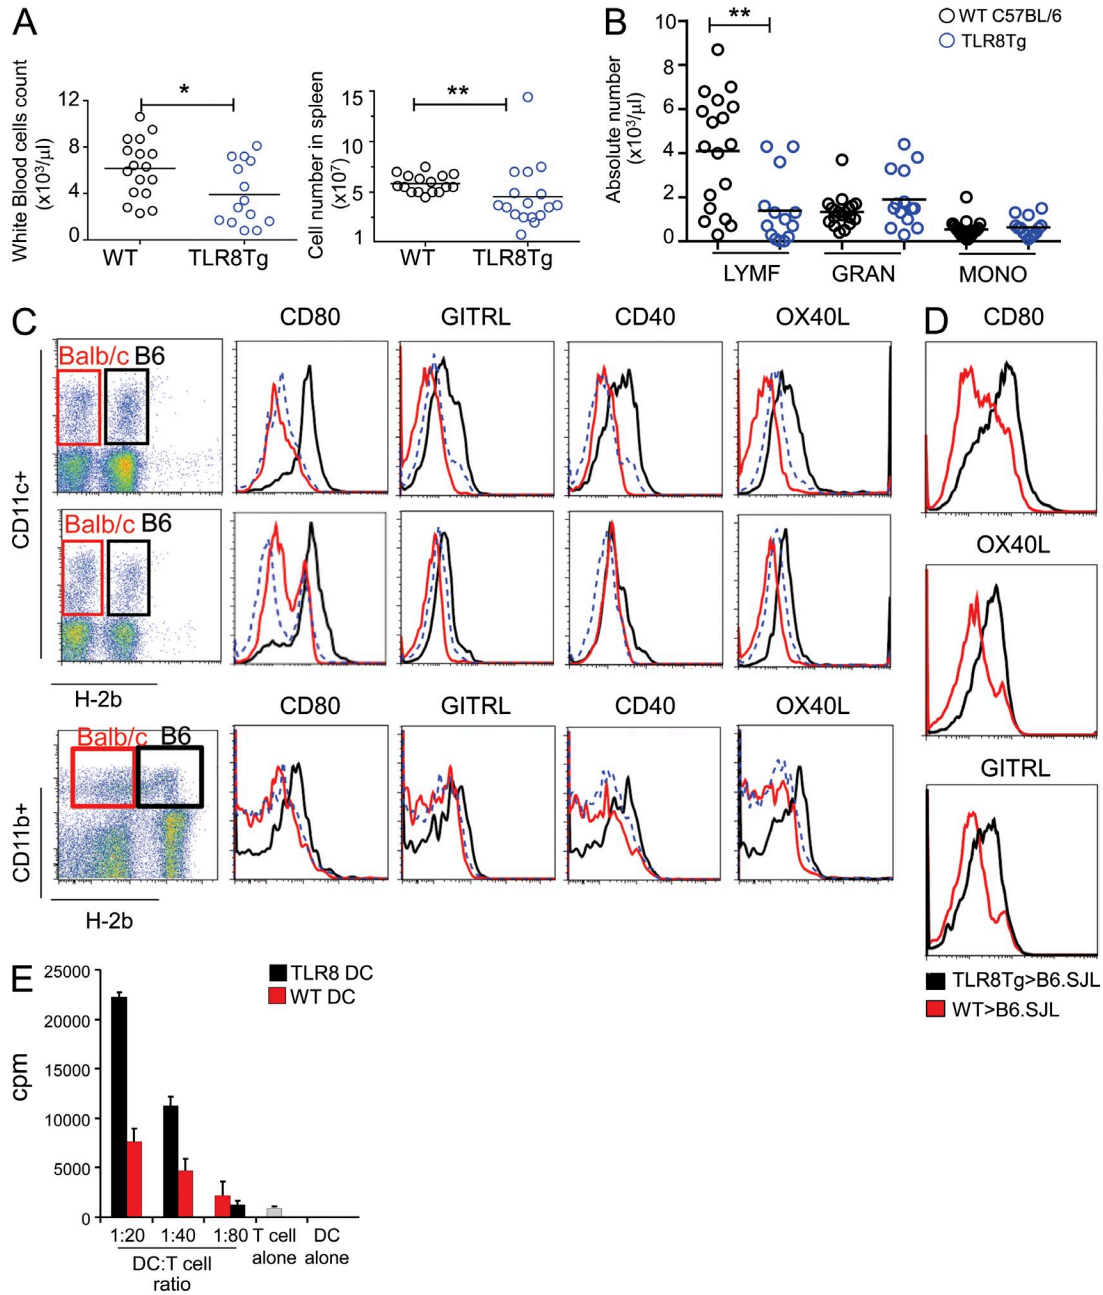 A
White Blood cells count
(x10³/µl)
12
8
4
0
*
WT
TLR8Tg
Cell number in spleen
(x10⁷)
15
10
5
1
**
WT
TLR8Tg
B
Absolute number
(x10³/µl)
10
8
6
4
2
0
**
WT C57BL/6
TLR8Tg
LYMF
GRAN
MONO
C
CD80
GITRL
CD40
OX40L
CD11c+
Balb/c B6
Balb/c B6
H-2b
CD80
GITRL
CD40
OX40L
CD11b+
Balb/c B6
H-2b
D
CD80
OX40L
GITRL
TLR8Tg>B6.SJL
WT>B6.SJL
E
cpm
25000
20000
15000
10000
5000
0
TLR8 DC
WT DC
1:20 1:40 1:80 T cell alone DC alone
DC:T cell
ratio